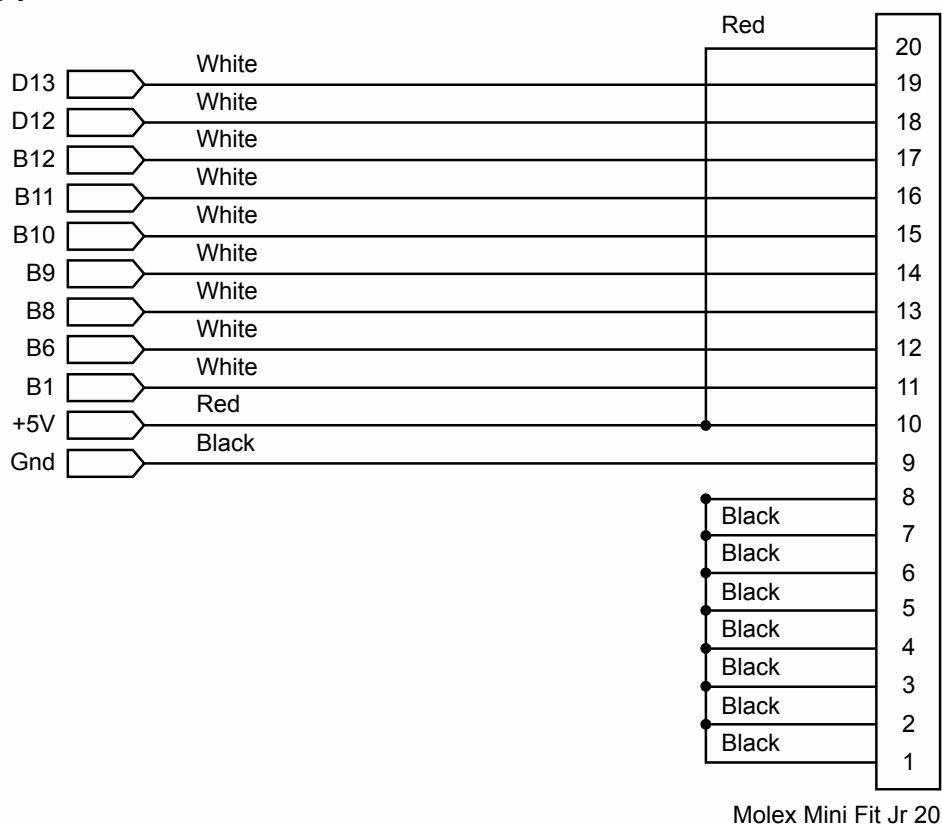 Red
20
White
D13
19
White
D12
18
White
B12
17
White
B11
16
White
B10
15
White
B9
14
White
B8
13
White
B6
12
White
B1
11
Red
+5V
10
Black
Gnd
9
8
Black
7
Black
6
Black
5
Black
4
Black
3
Black
2
Black
1
Molex Mini Fit Jr 20